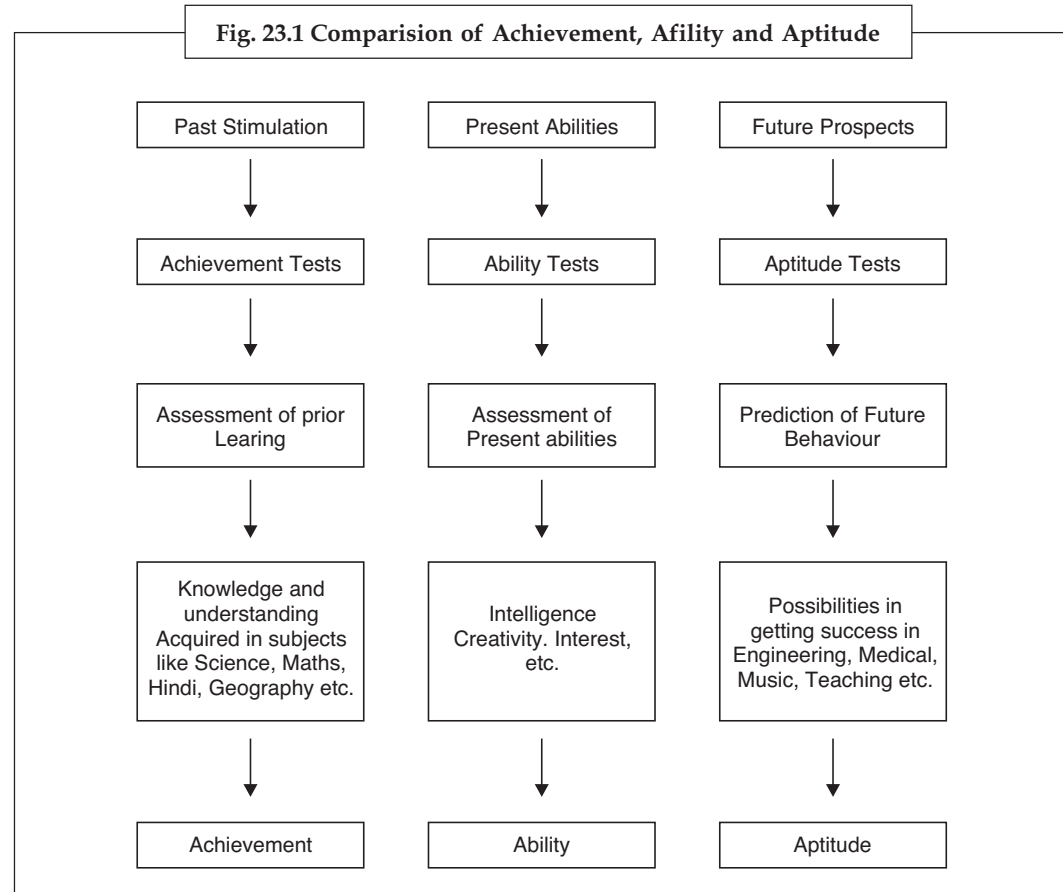 Fig. 23.1 Comparision of Achievement, Afility and Aptitude
Past Stimulation
Present Abilities
Future Prospects
Achievement Tests
Ability Tests
Aptitude Tests
Assessment of prior
Learing
Assessment of
Present abilities
Prediction of Future
Behaviour
Knowledge and
understanding
Acquired in subjects
like Science, Maths,
Hindi, Geography etc.
Intelligence
Creativity. Interest,
etc.
Possibilities in
getting success in
Engineering, Medical,
Music, Teaching etc.
Achievement
Ability
Aptitude